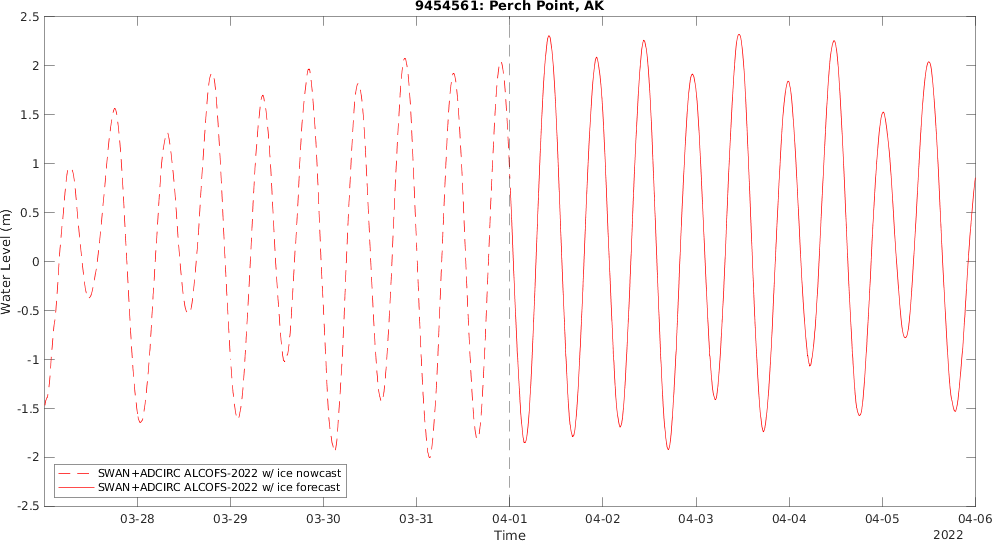 9454561: Perch Point, AK
Water Level (m)
2.5
2
1.5
1
0.5
0
-0.5
-1
-1.5
-2
-2.5
SWAN+ADCIRC ALCOFS-2022 w/ ice nowcast
SWAN+ADCIRC ALCOFS-2022 w/ ice forecast
03-28 03-29 03-30 03-31 04-01 04-02 04-03 04-04 04-05 04-06
Time
2022